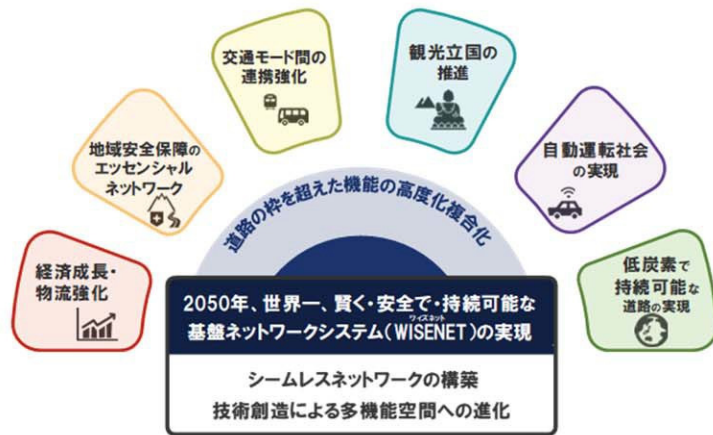 交通モード間の
連携強化
観光立国の
推進
地域安全保障の
エッセンシャル
ネットワーク
自動運転社会
の実現
経済成長・
物流強化
低炭素で
持続可能な
道路の実現
道路の枠を超えた機能の高度化複合化
2050年、世界一、賢く・安全で・持続可能な
ワイズネット
基盤ネットワークシステム(WISENET)の実現
シームレスネットワークの構築
技術創造による多機能空間への進化